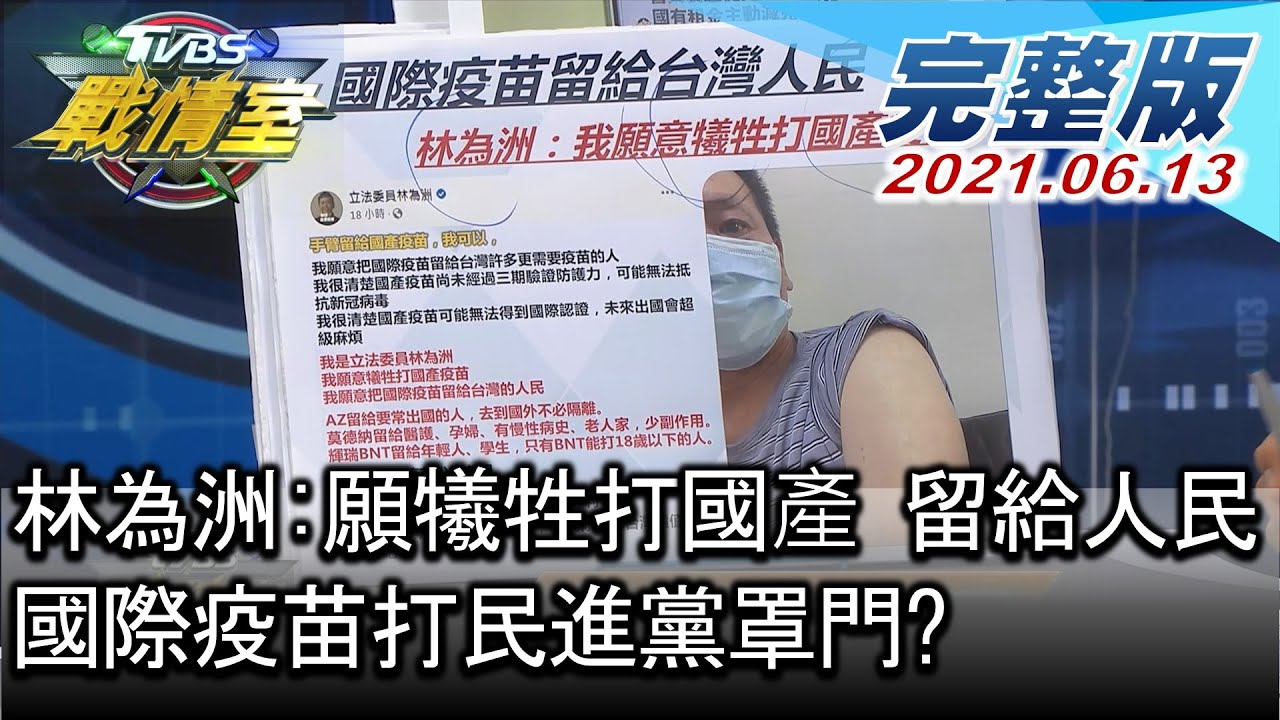 TVBS
戰情室
國際疫苗留給台灣人民
林為洲：我願意犧牲打國產
完整版
2021.06.13
立法委員林為洲
18 小時
手臂留給國產疫苗，我可以，
我願意把國際疫苗留給台灣許多更需要疫苗的人
我很清楚國產疫苗尚未經過三期驗證防護力，可能無法抵
抗新冠病毒
我很清楚國產疫苗可能無法得到國際認證，未來出國會超
級麻煩
我是立法委員林為洲
我願意犧牲打國產疫苗
我願意把國際疫苗留給台灣的人民
AZ留給要常出國的人，去到國外不必隔離。
莫德納留給醫護、孕婦、有慢性病史、老人家，少副作用。
輝瑞BNT留給年輕人、學生，只有BNT能打18歲以下的人。
002
003
林為洲:願犧牲打國產 留給人民
國際疫苗打民進黨罩門?